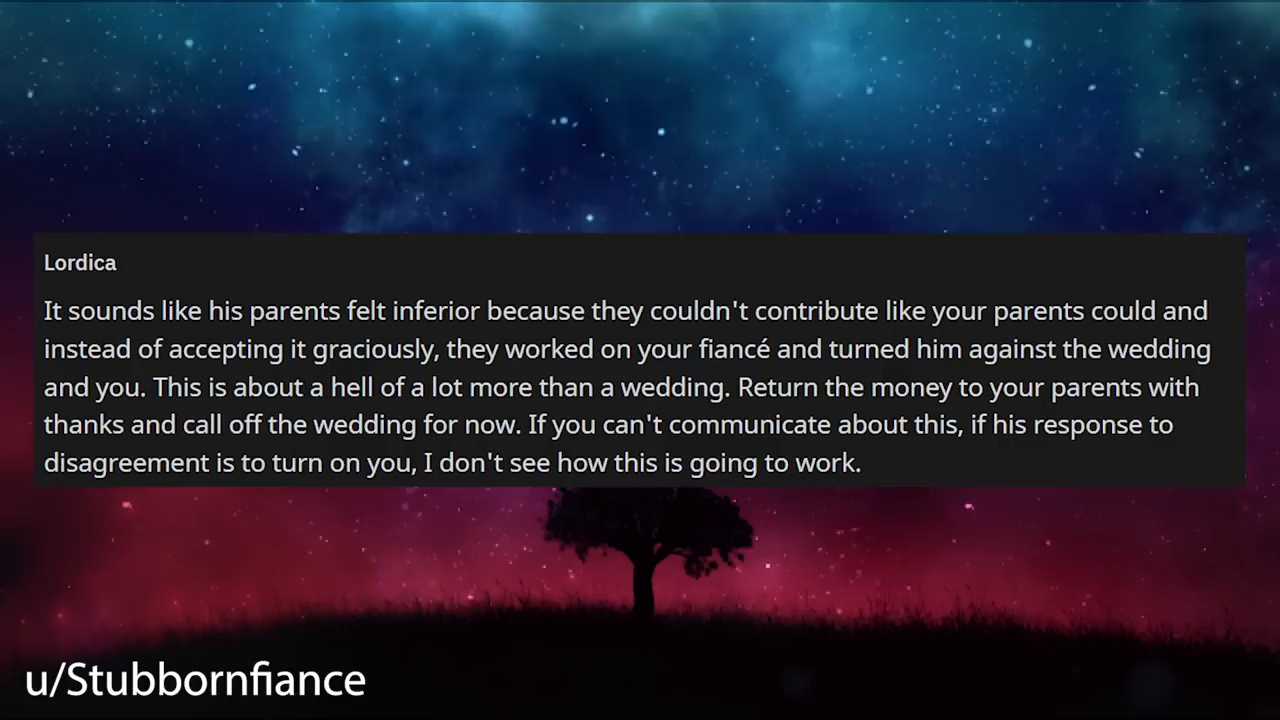 Lordica
It sounds like his parents felt inferior because they couldn't contribute like your parents could and
instead of accepting it graciously, they worked on your fiancé and turned him against the wedding
and you. This is about a hell of a lot more than a wedding. Return the money to your parents with
thanks and call off the wedding for now. If you can't communicate about this, if his response to
disagreement is to turn on you, I don't see how this is going to work.
u/Stubbornfiance